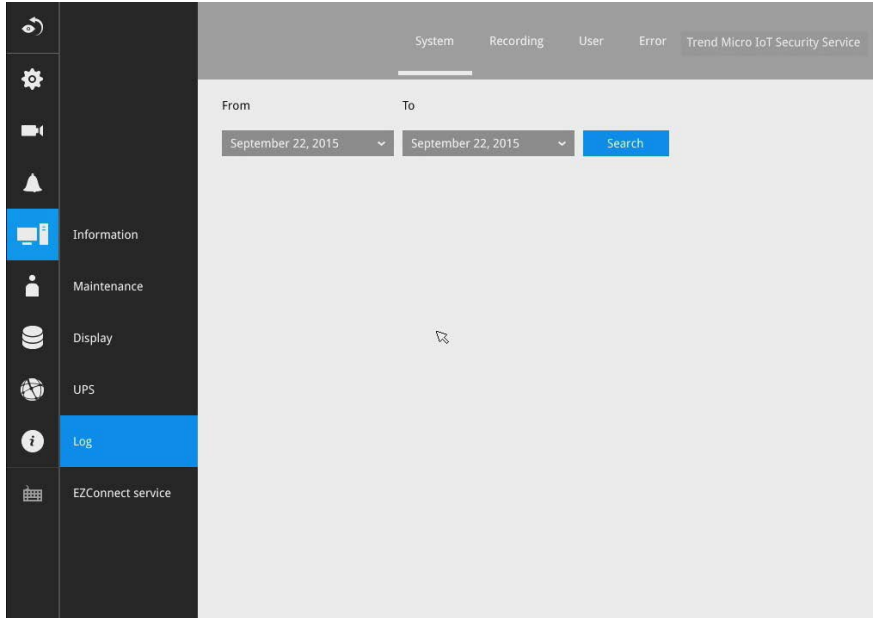 System Recording User Error Trend Micro IoT Security Service
From To
September 22, 2015 September 22, 2015 Search
Information
Maintenance
Display
UPS
Log
EZConnect service